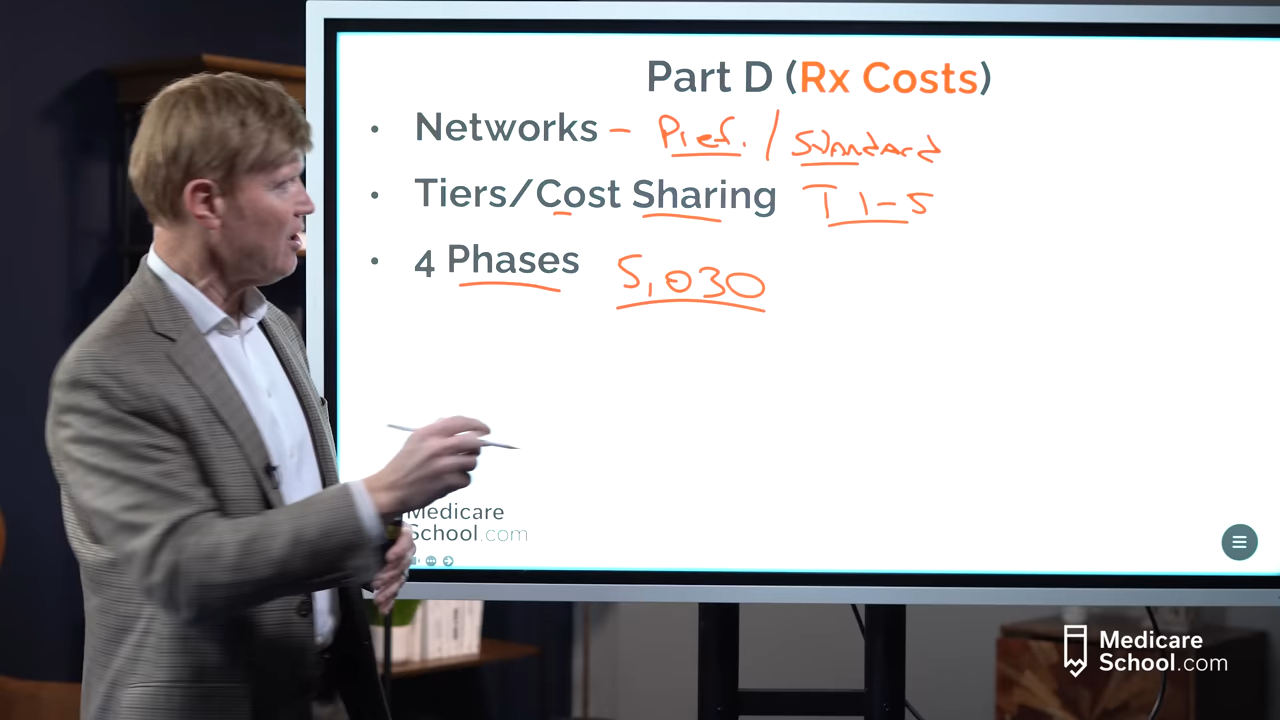 Part D (Rx Costs)
• Networks – Pref. / Standard
• Tiers/Cost Sharing T 1-5
• 4 Phases 5,030
Medicare
School.com
Medicare
School.com